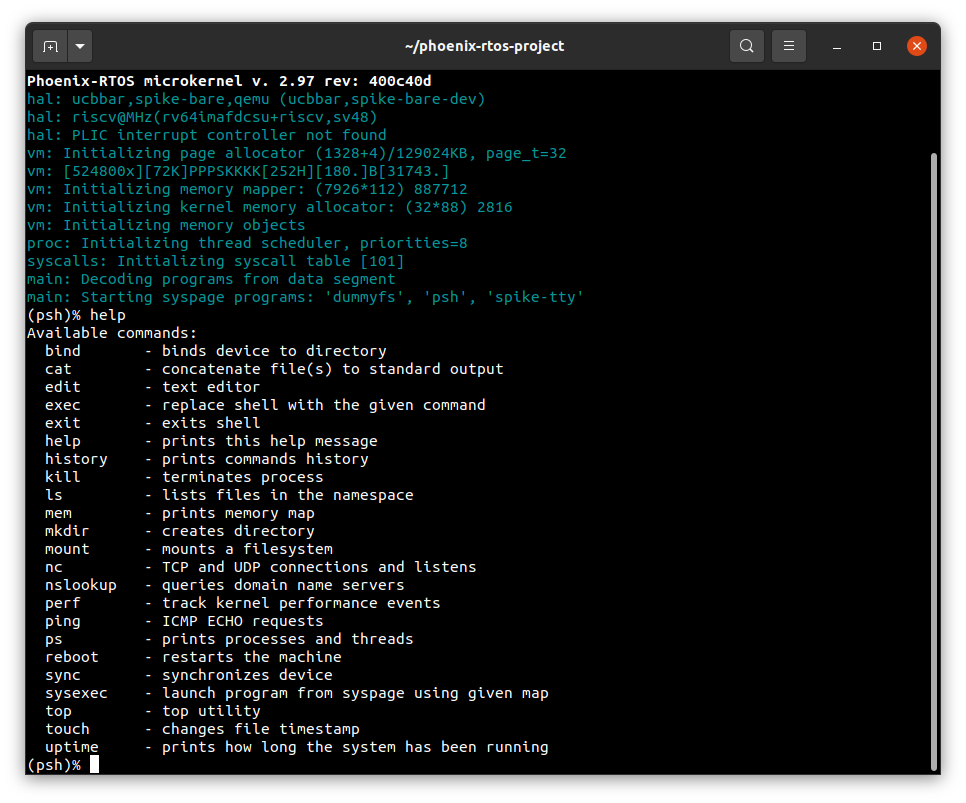 ~/phoenix-rtos-project
Phoenix-RTOS microkernel v. 2.97 rev: 400c40d
hal: ucbbar,spike-bare,qemu (ucbbar,spike-bare-dev)
hal: riscv@MHz(rv64imafdcsu+riscv,sv48)
hal: PLIC interrupt controller not found
vm: Initializing page allocator (1328+4)/129024KB, page_t=32
vm: [524800x][72K]PPPSKKKK[252H][180.]B[31743.]
vm: Initializing memory mapper: (7926*112) 887712
vm: Initializing kernel memory allocator: (32*88) 2816
vm: Initializing memory objects
proc: Initializing thread scheduler, priorities=8
syscalls: Initializing syscall table [101]
main: Decoding programs from data segment
main: Starting syspage programs: 'dummyfs', 'psh', 'spike-tty'
(psh)% help
Available commands:
  bind       - binds device to directory
  cat        - concatenate file(s) to standard output
  edit       - text editor
  exec       - replace shell with the given command
  exit       - exits shell
  help       - prints this help message
  history    - prints commands history
  kill       - terminates process
  ls         - lists files in the namespace
  mem        - prints memory map
  mkdir      - creates directory
  mount      - mounts a filesystem
  nc         - TCP and UDP connections and listens
  nslookup   - queries domain name servers
  perf       - track kernel performance events
  ping       - ICMP ECHO requests
  ps         - prints processes and threads
  reboot     - restarts the machine
  sync       - synchronizes device
  sysexec    - launch program from syspage using given map
  top        - top utility
  touch      - changes file timestamp
  uptime     - prints how long the system has been running
(psh)%